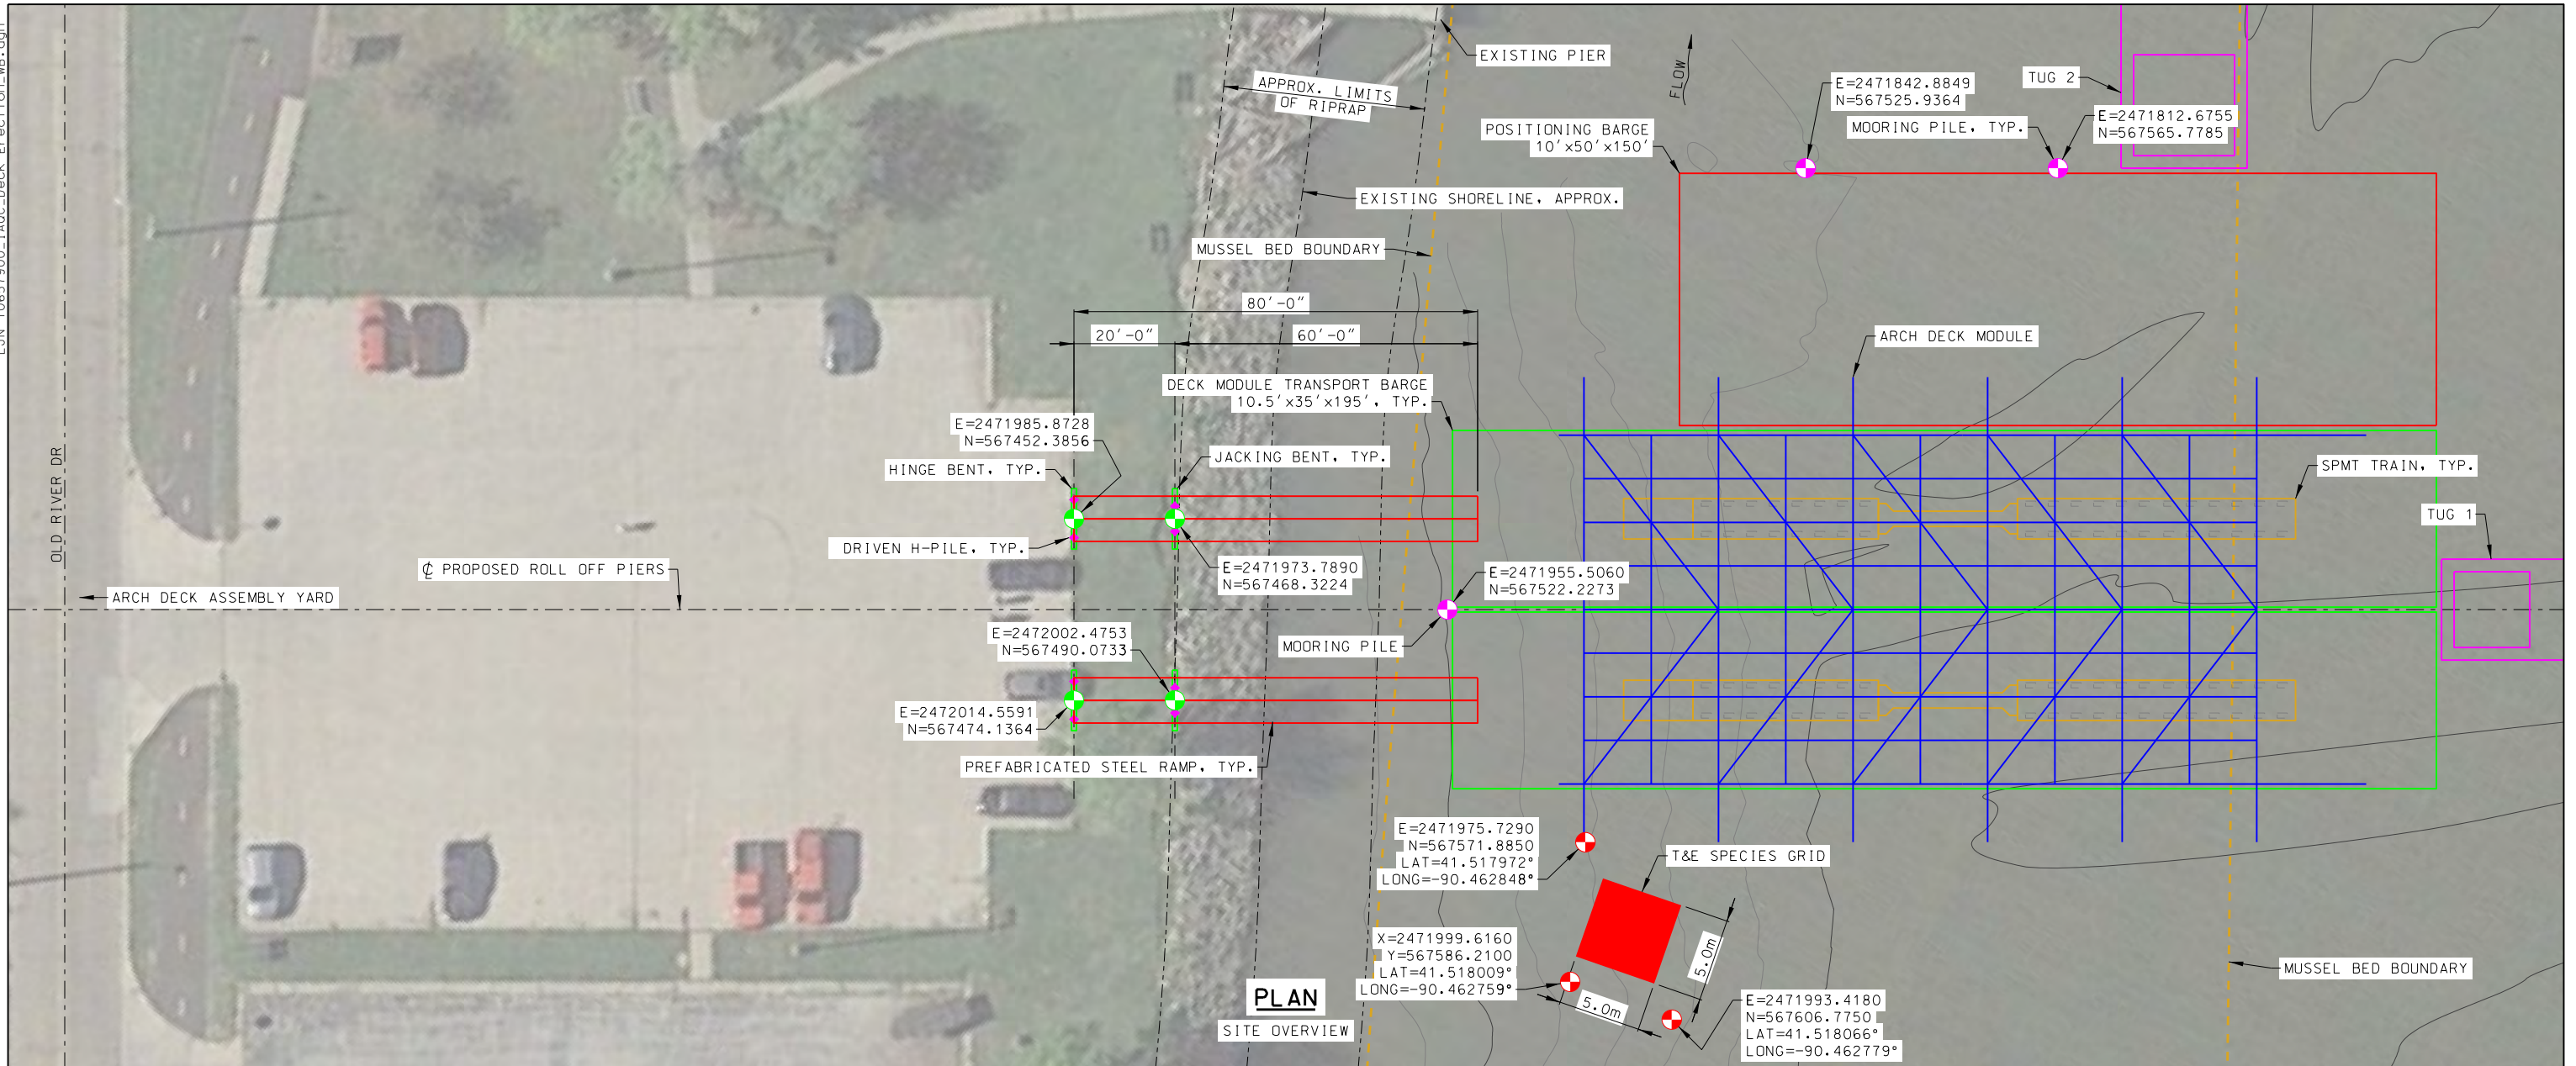 EXISTING PIER
FLOW
APPROX. LIMITS
OF RIPRAP
TUG 2
E=2471842.8849
N=567525.9364
E=2471812.6755
N=567565.7785
MOORING PILE, TYP.
POSITIONING BARGE
10'x50'x150'
EXISTING SHORELINE, APPROX.
MUSSEL BED BOUNDARY
80'-0"
20'-0"
60'-0"
ARCH DECK MODULE
DECK MODULE TRANSPORT BARGE
10.5'x35'x195', TYP.
E=2471985.8728
N=567452.3856
HINGE BENT, TYP.
JACKING BENT, TYP.
SPMT TRAIN, TYP.
TUG 1
OLD RIVER DR
DRIVEN H-PILE, TYP.
℄ PROPOSED ROLL OFF PIERS
E=2471973.7890
N=567468.3224
E=2471955.5060
N=567522.2273
ARCH DECK ASSEMBLY YARD
E=2472002.4753
N=567490.0733
MOORING PILE
E=2472014.5591
N=567474.1364
PREFABRICATED STEEL RAMP, TYP.
E=2471975.7290
N=567571.8850
LAT=41.517972°
LONG=-90.462848°
T&E SPECIES GRID
X=2471999.6160
Y=567586.2100
LAT=41.518009°
LONG=-90.462759°
5.0m
5.0m
MUSSEL BED BOUNDARY
E=2471993.4180
N=567606.7750
LAT=41.518066°
LONG=-90.462779°
PLAN
SITE OVERVIEW